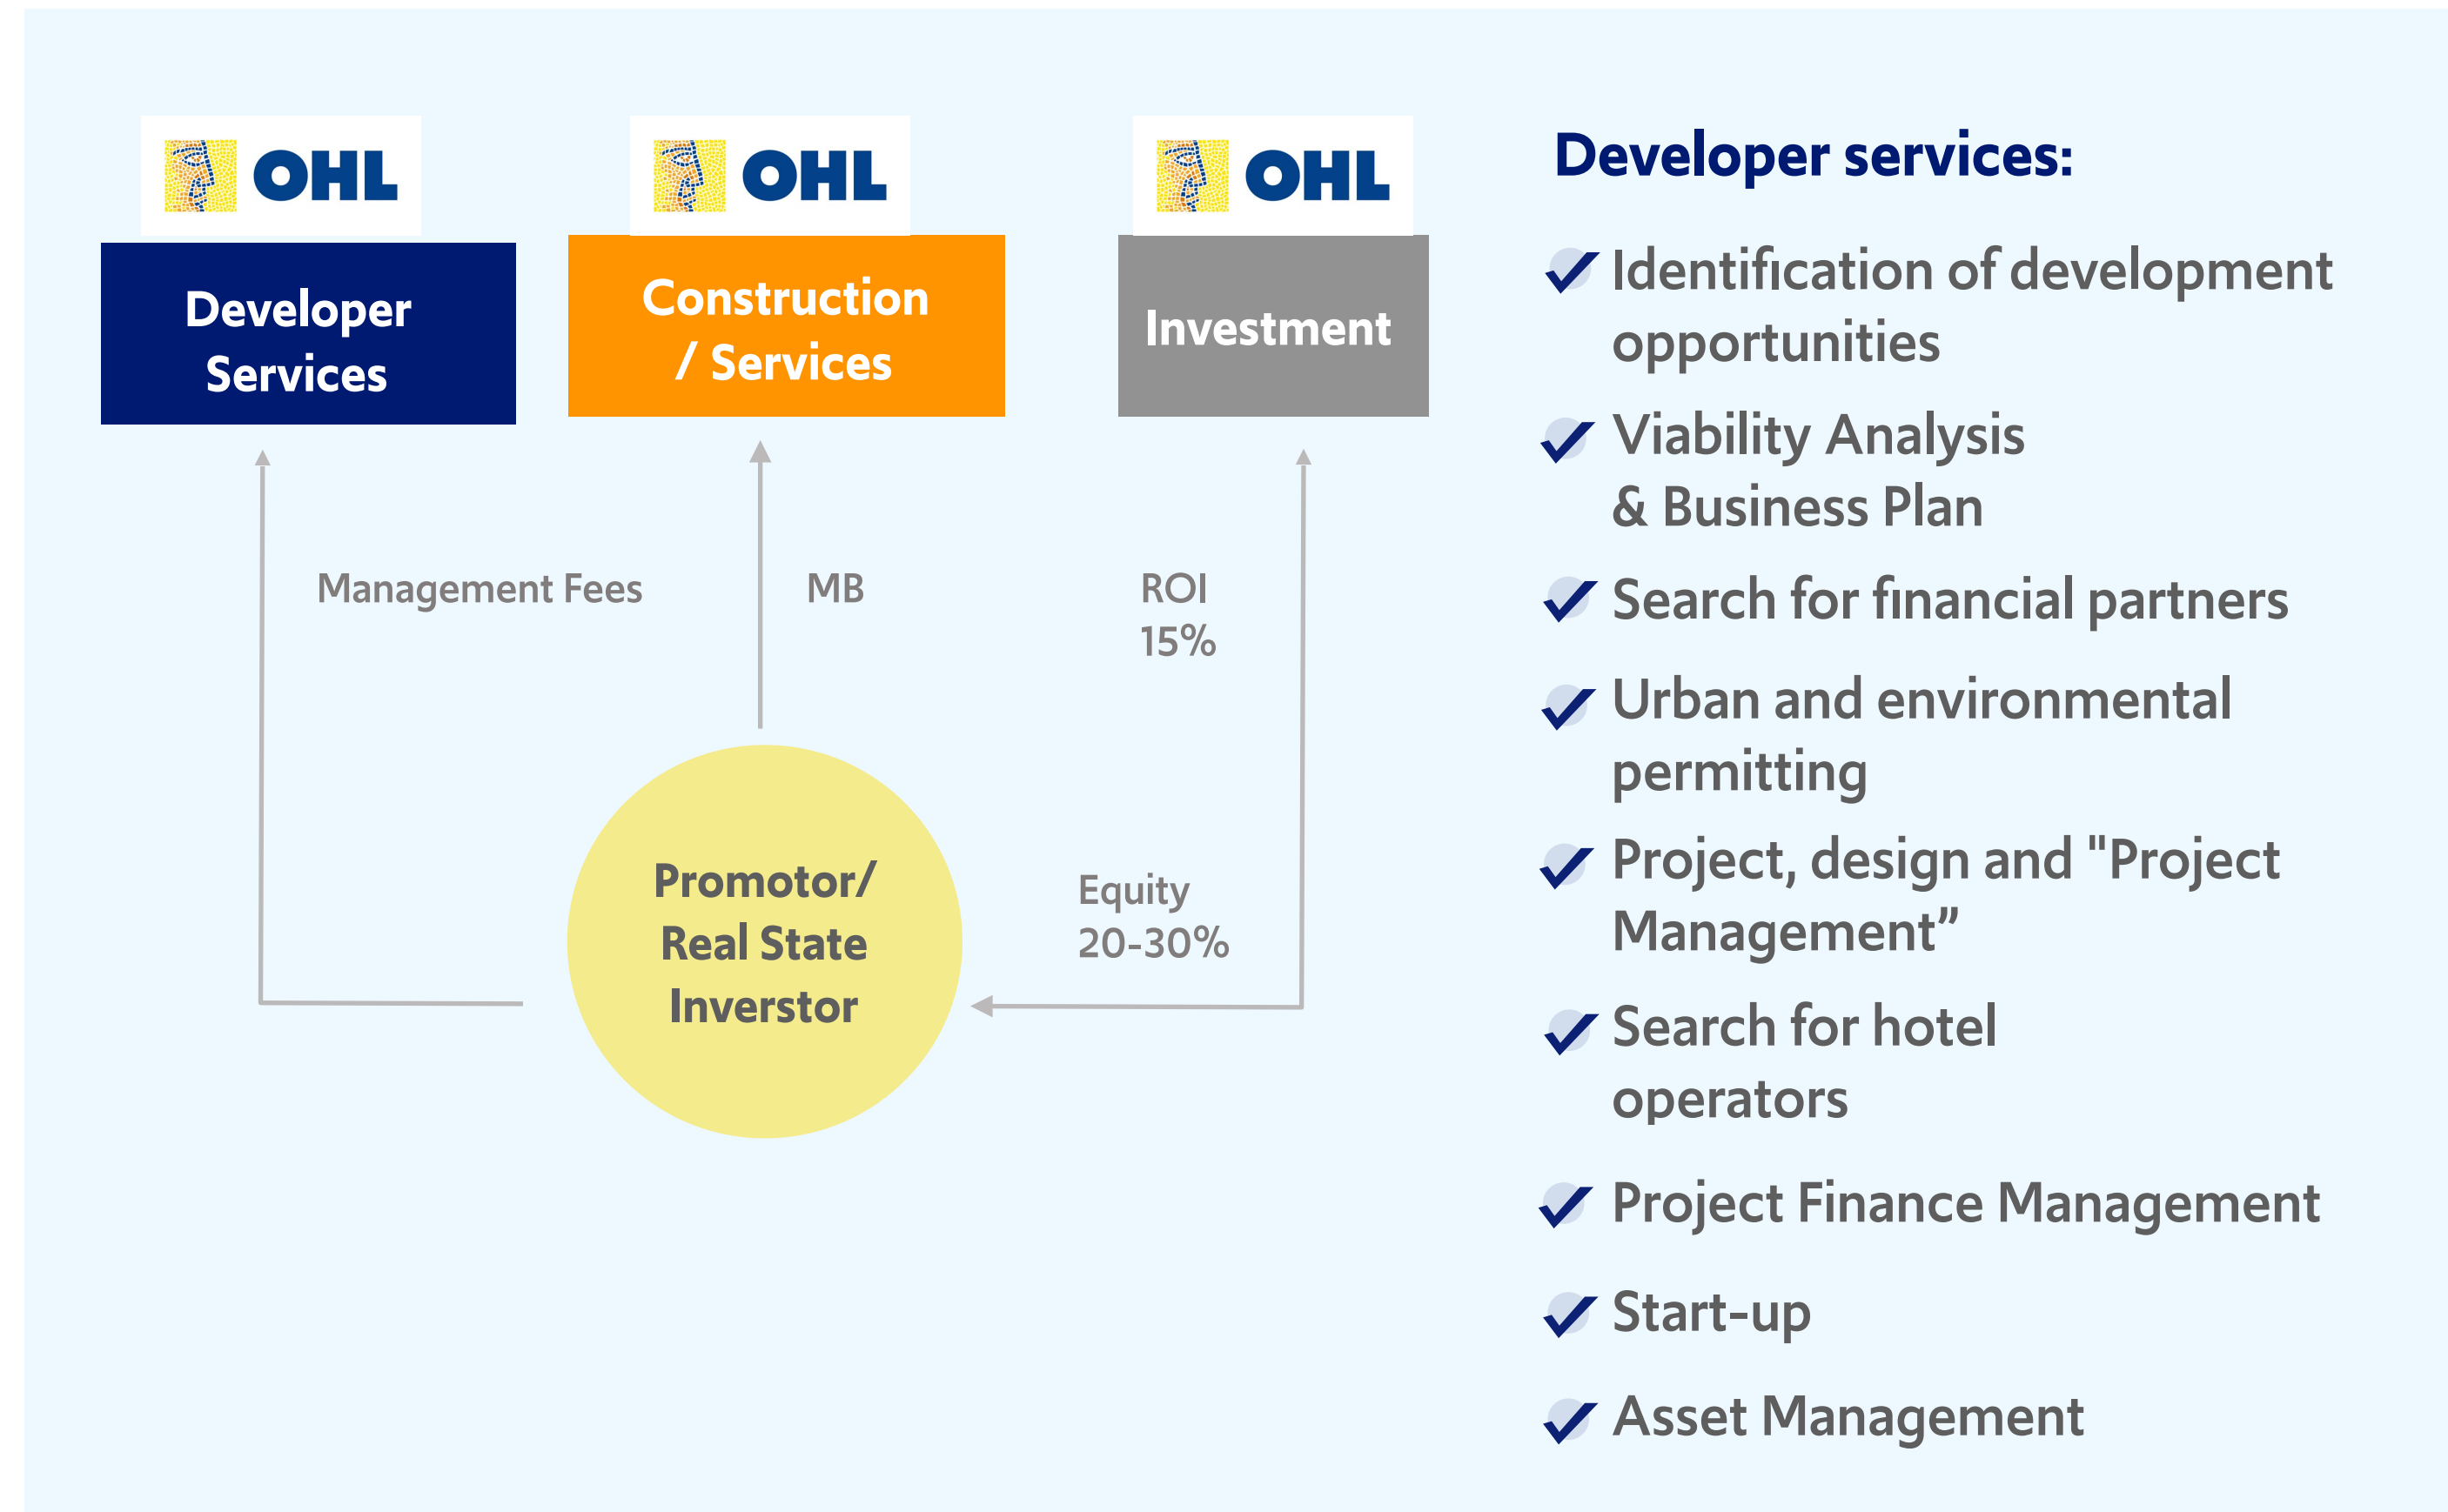 OHL
OHL
OHL
Developer
Services
Construction
/ Services
Investment
Management Fees
MB
ROI
15%
Promotor/
Real State
Inverstor
Equity
20-30%
Developer services:
Identification of development
opportunities
Viability Analysis
& Business Plan
Search for financial partners
Urban and environmental
permitting
Project, design and "Project
Management”
Search for hotel
operators
Project Finance Management
Start-up
Asset Management